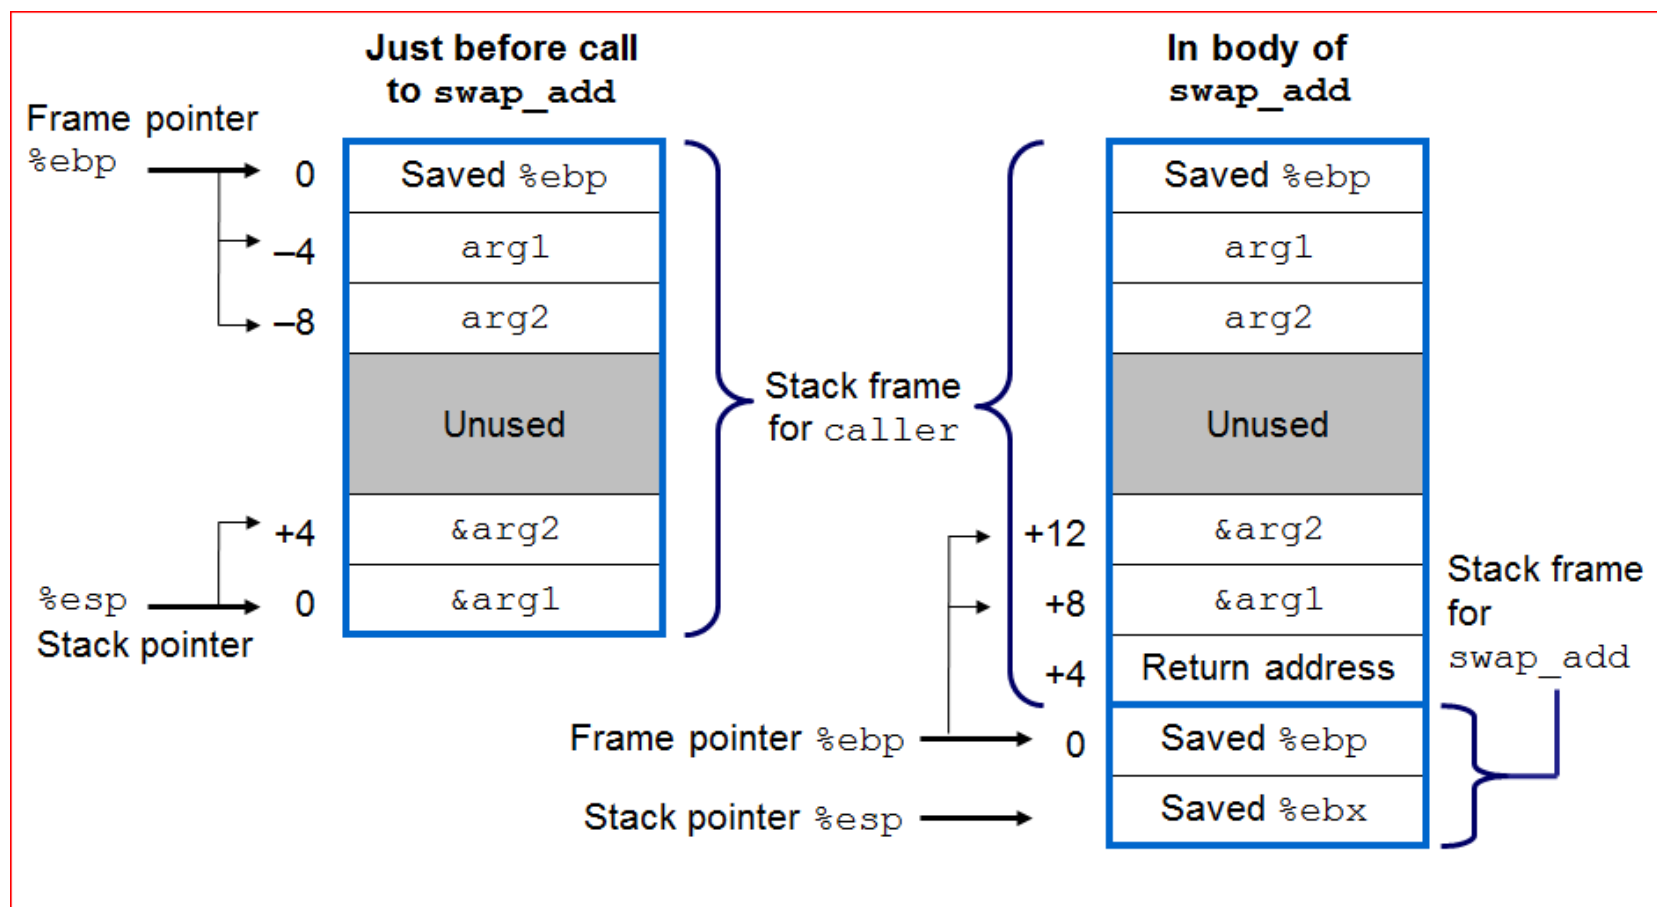 Just before call
to swap_add
In body of
swap_add
Frame pointer
%ebp
0
Saved %ebp
–4
arg1
–8
arg2
Unused
+4
&arg2
%esp
0
&arg1
Stack pointer
Stack frame
for caller
Saved %ebp
arg1
arg2
Unused
+12
&arg2
+8
&arg1
+4
Return address
Frame pointer %ebp
0
Saved %ebp
Stack pointer %esp
Saved %ebx
Stack frame
for
swap_add